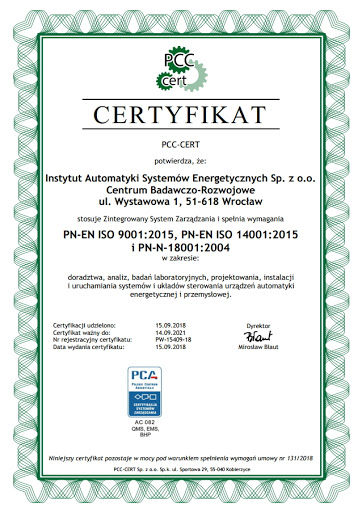 PCC
cert
CERTYFIKAT
PCC-CERT
potwierdza, że:
Instytut Automatyki Systemów Energetycznych Sp. z o.o.
Centrum Badawczo-Rozwojowe
ul. Wystawowa 1, 51-618 Wrocław
stosuje Zintegrowany System Zarządzania i spełnia wymagania
PN-EN ISO 9001:2015, PN-EN ISO 14001:2015
i PN-N-18001:2004
w zakresie:
doradztwa, analiz, badań laboratoryjnych, projektowania, instalacji
i uruchamiania systemów i układów sterowania urządzeń automatyki
energetycznej i przemysłowej.
Certyfikacji udzielono: 15.09.2018 Dyrektor
Certyfikat ważny do: 14.09.2021
Nr rejestracyjny certyfikatu: PW-15409-18
Data wydania certyfikatu: 15.09.2018 Mirosław Błaut
PCA
POLSKIE CENTRUM
AKREDYTACJI
CERTYFIKACJA
SYSTEMÓW
ZARZĄDZANIA
AC 082
QMS, EMS,
BHP
Niniejszy certyfikat pozostaje w mocy pod warunkiem spełnienia wymagań umowy nr 131/2018
PCC-CERT Sp. z o.o. Sp.k. ul. Sportowa 29, 55-040 Kobierzyce